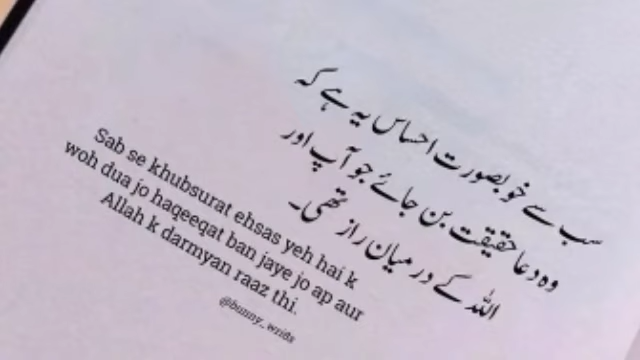 سب سے خوبصورت احساس یہ ہے کہ
وہ دعا حقیقت بن جائے جو آپ اور
اللہ کے درمیان راز تھی۔
Sab se khubsurat ehsas yeh hai k
woh dua jo haqeeqat ban jaye jo ap aur
Allah k darmyan raaz thi.
@bunny_writls